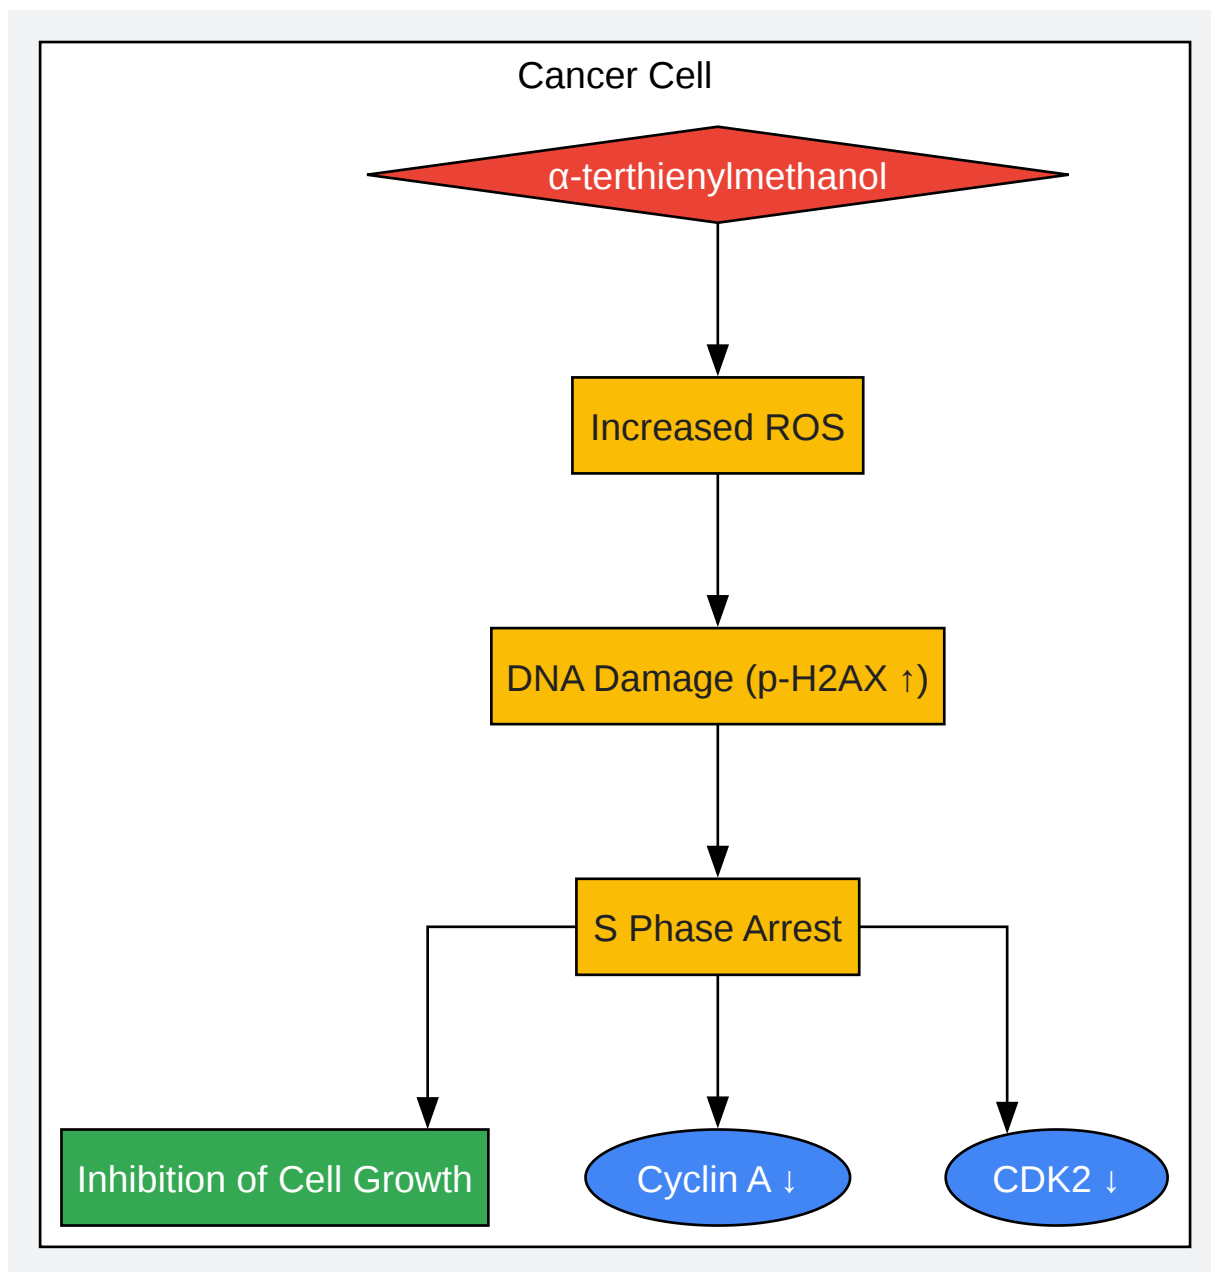 Cancer Cell
α-terthienylmethanol
Increased ROS
DNA Damage (p-H2AX ↑)
S Phase Arrest
Inhibition of Cell Growth
Cyclin A ↓
CDK2 ↓